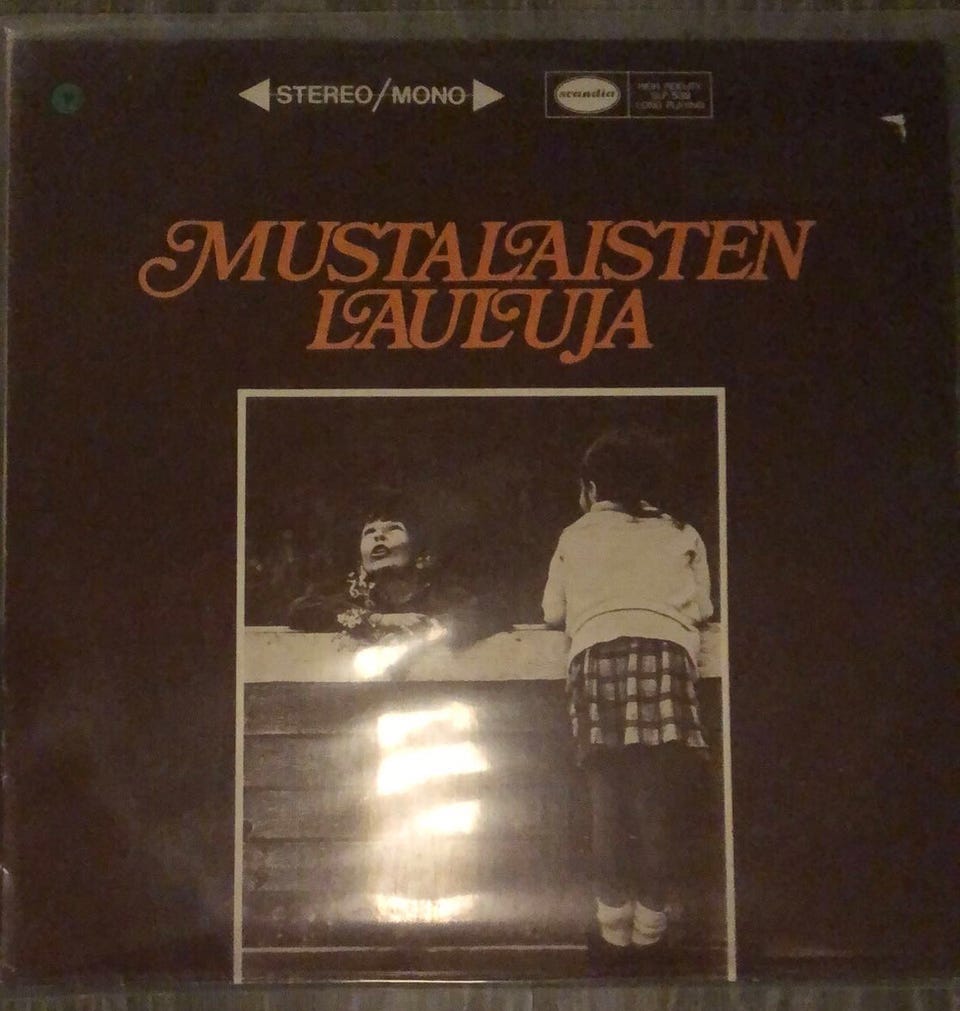 STEREO/MONO
scandia
HIGH FIDELITY
LONG PLAYING
MUSTALAISTEN
LAULUJA